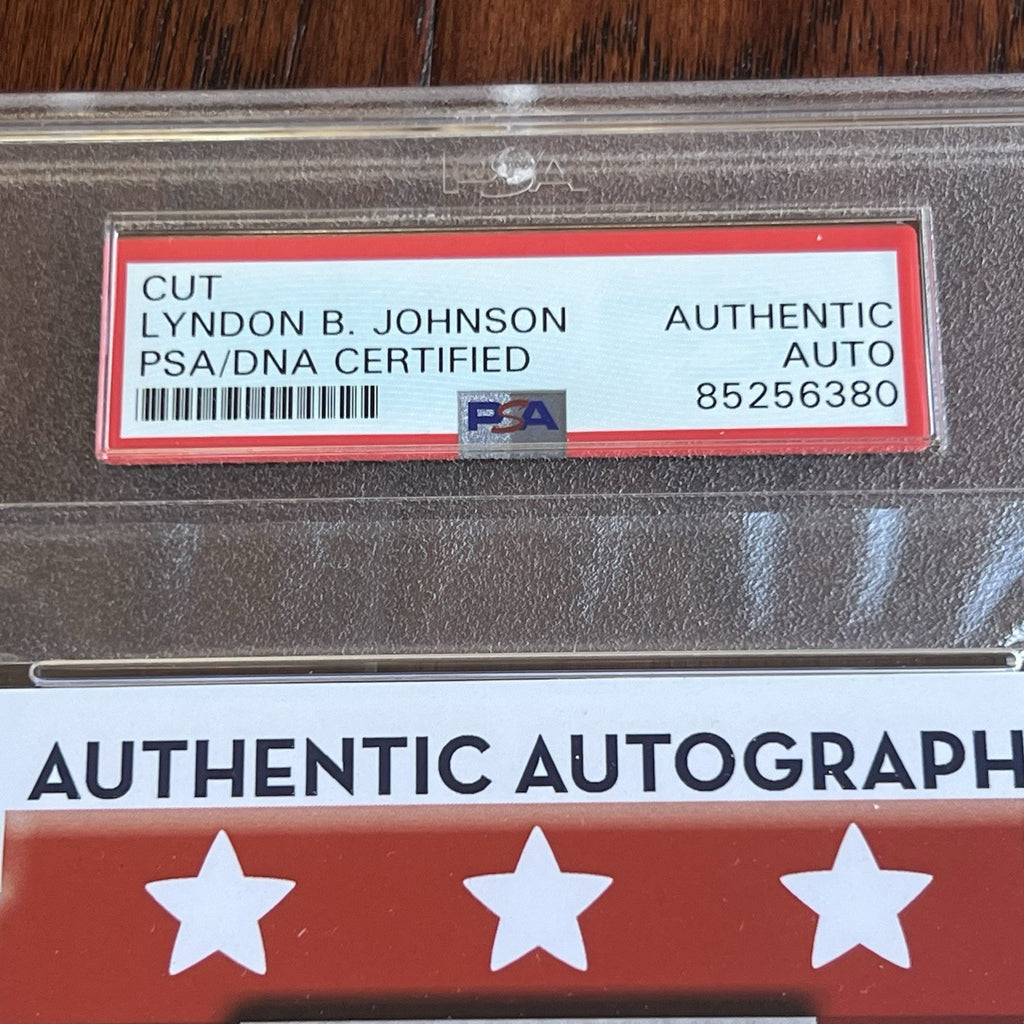 PSA
CUT
LYNDON B. JOHNSON
PSA/DNA CERTIFIED
AUTHENTIC
AUTO
85256380
PSA
AUTHENTIC AUTOGRAPH